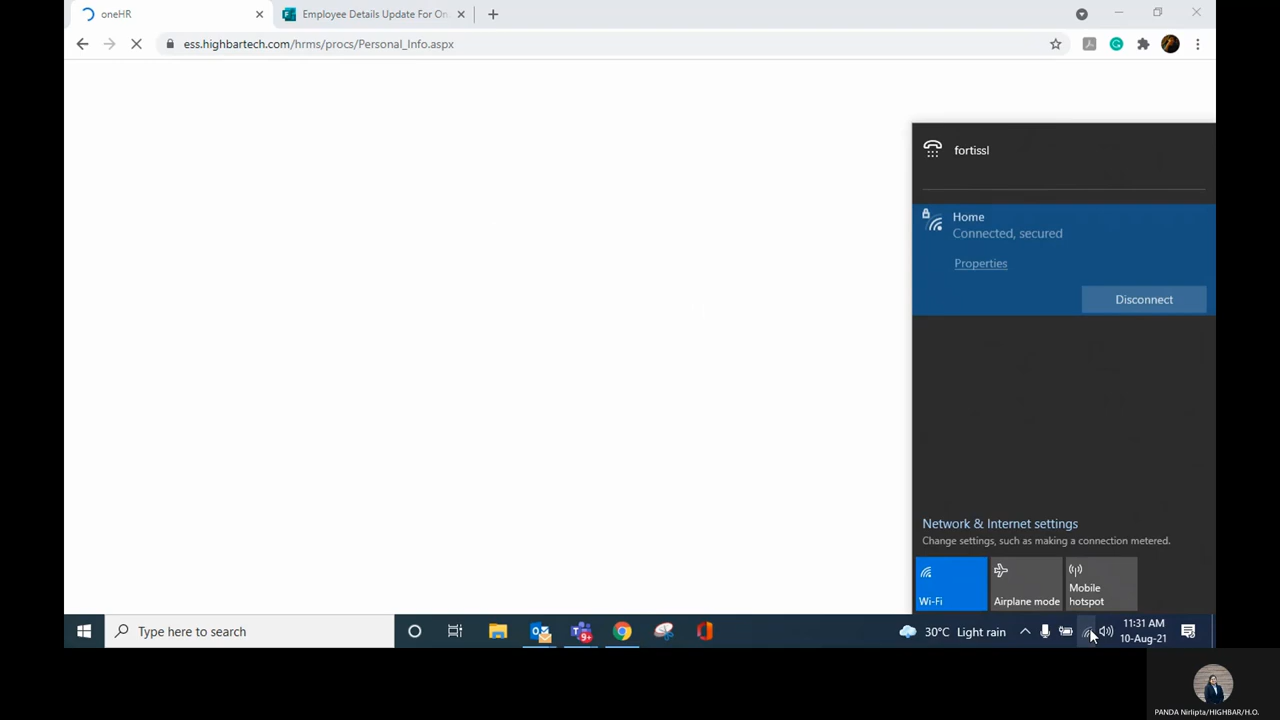 oneHR
Employee Details Update For On
ess.highbartech.com/hrms/procs/Personal_Info.aspx
fortissl
Home
Connected, secured
Properties
Disconnect
Network & Internet settings
Change settings, such as making a connection metered.
Wi-Fi
Airplane mode
Mobile
hotspot
Type here to search
9+
30°C Light rain
11:31 AM
10-Aug-21
PANDA Nirlipta/HIGHBAR/H.O.